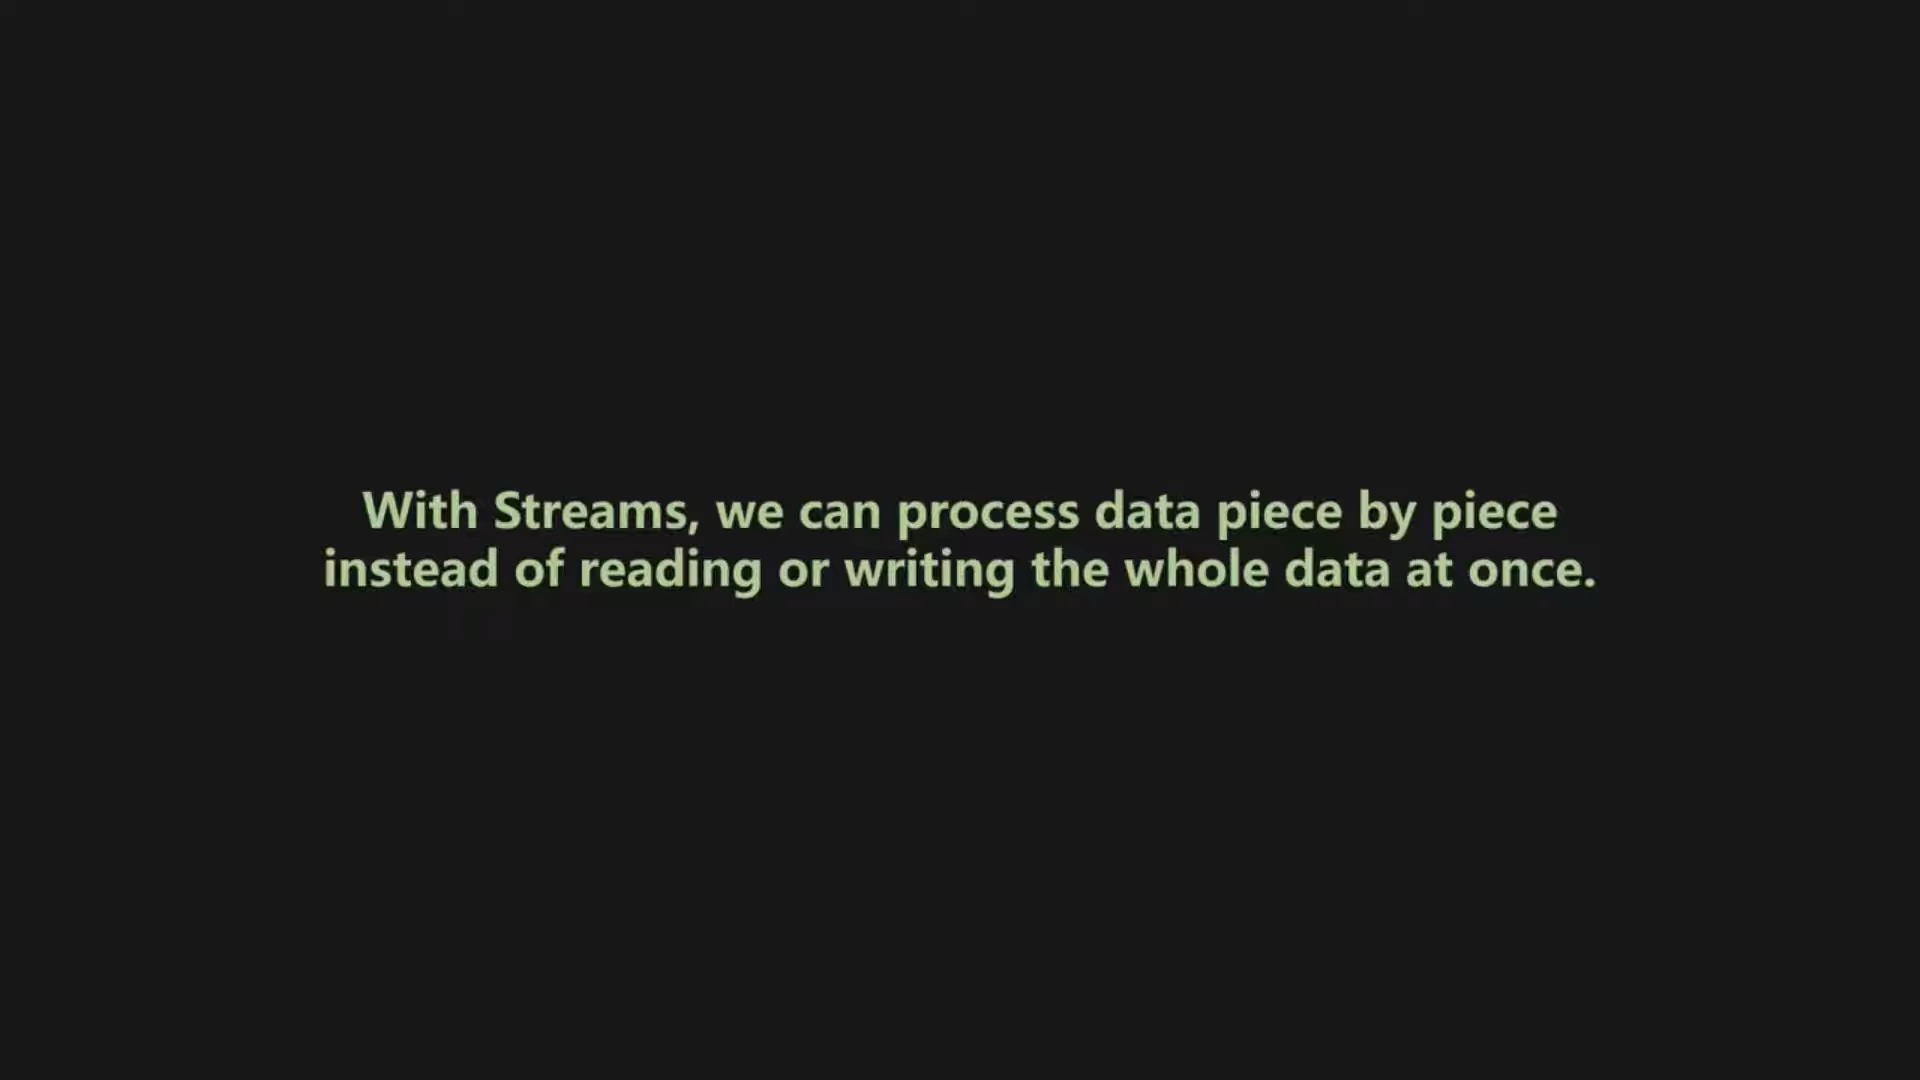 With Streams, we can process data piece by piece
instead of reading or writing the whole data at once.